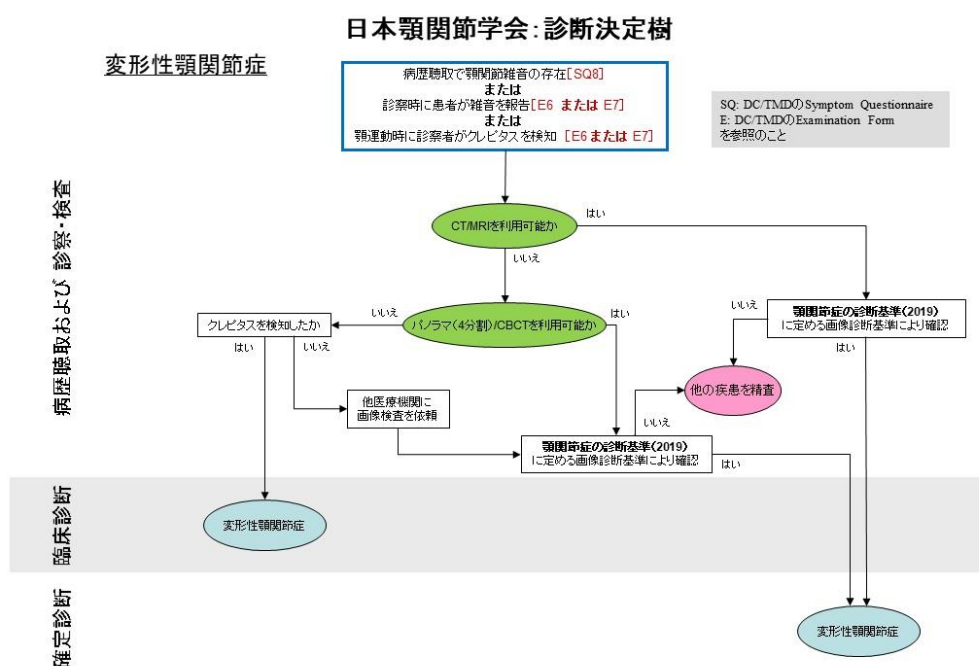 日本顎関節学会：診断決定樹
変形性顎関節症
病歴聴取で顎関節雑音の存在[SQ8]
または
診察時に患者が雑音を報告[E6 または E7]
または
顎運動時に診察者がクレピタスを検知 [E6 または E7]
SQ: DC/TMDのSymptom Questionnaire
E: DC/TMDのExamination Form
を参照のこと
病歴聴取および 診察・検査
CT/MRIを利用可能か
はい
いいえ
クレピタスを検知したか
いいえ
パノラマ(4分割)/CBCTを利用可能か
はい
いいえ
顎関節症の診断基準(2019)
に定める画像診断基準により確認
はい
いいえ
はい
他の疾患を精査
他医療機関に
画像検査を依頼
いいえ
顎関節症の診断基準(2019)
に定める画像診断基準により確認
はい
臨床診断
変形性顎関節症
確定診断
変形性顎関節症